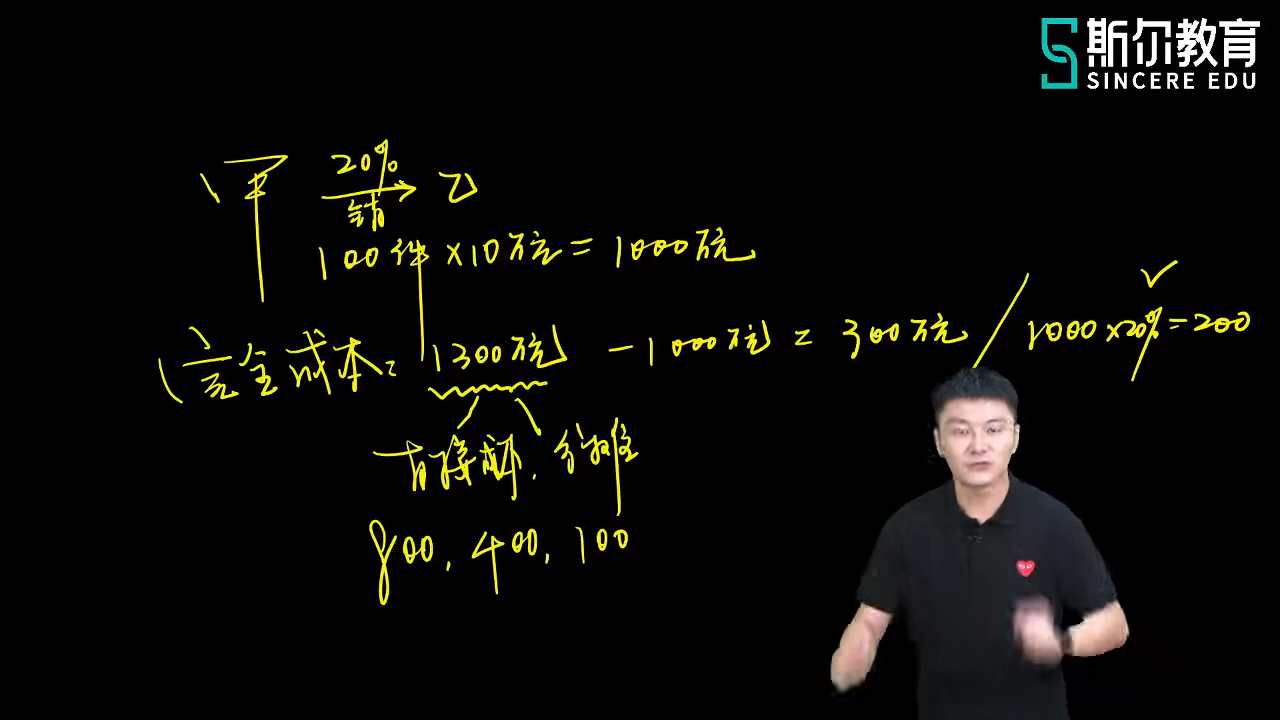 斯尔教育
SINCERE EDU
甲 20% 销 → 乙
100件×10万元=1000万元
完全成本=1300万元-1000万元=300万元 / 1000×20%=200 ✓
直接成本、分摊
800、400、100